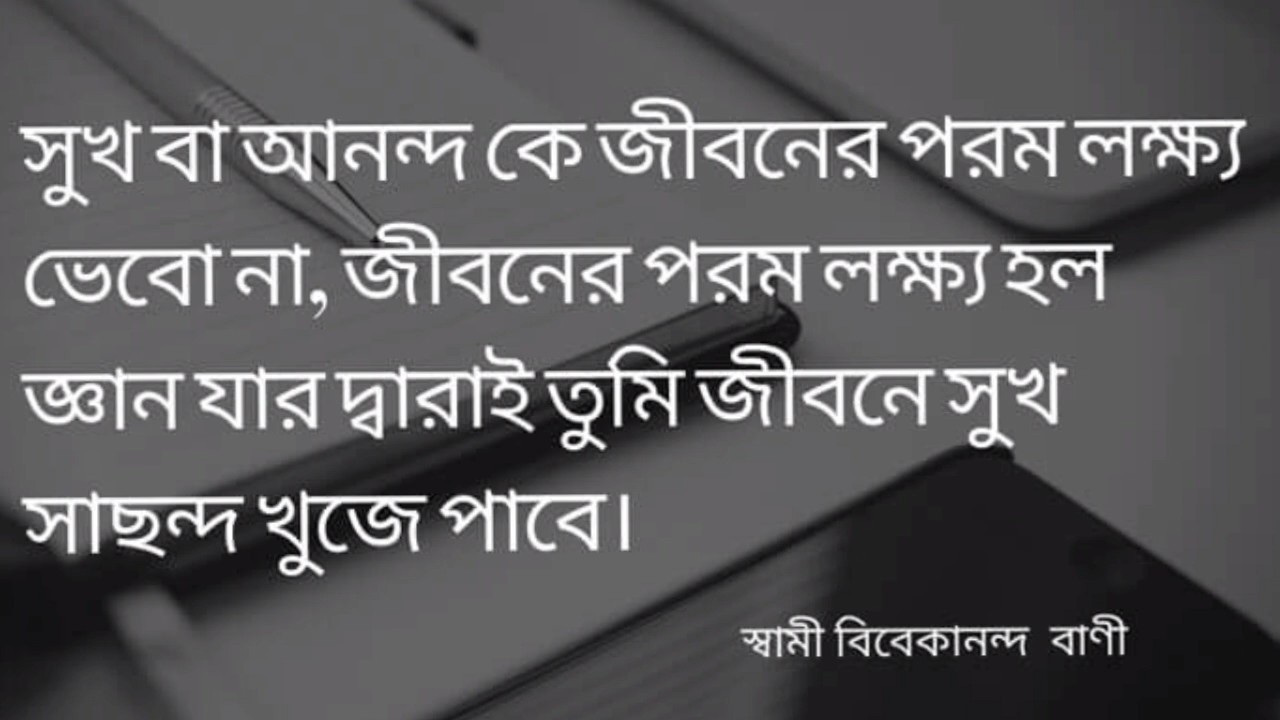 সুখ বা আনন্দ কে জীবনের পরম লক্ষ্য
ভেবো না, জীবনের পরম লক্ষ্য হল
জ্ঞান যার দ্বারাই তুমি জীবনে সুখ
সাছন্দ খুজে পাবে।
স্বামী বিবেকানন্দ বাণী